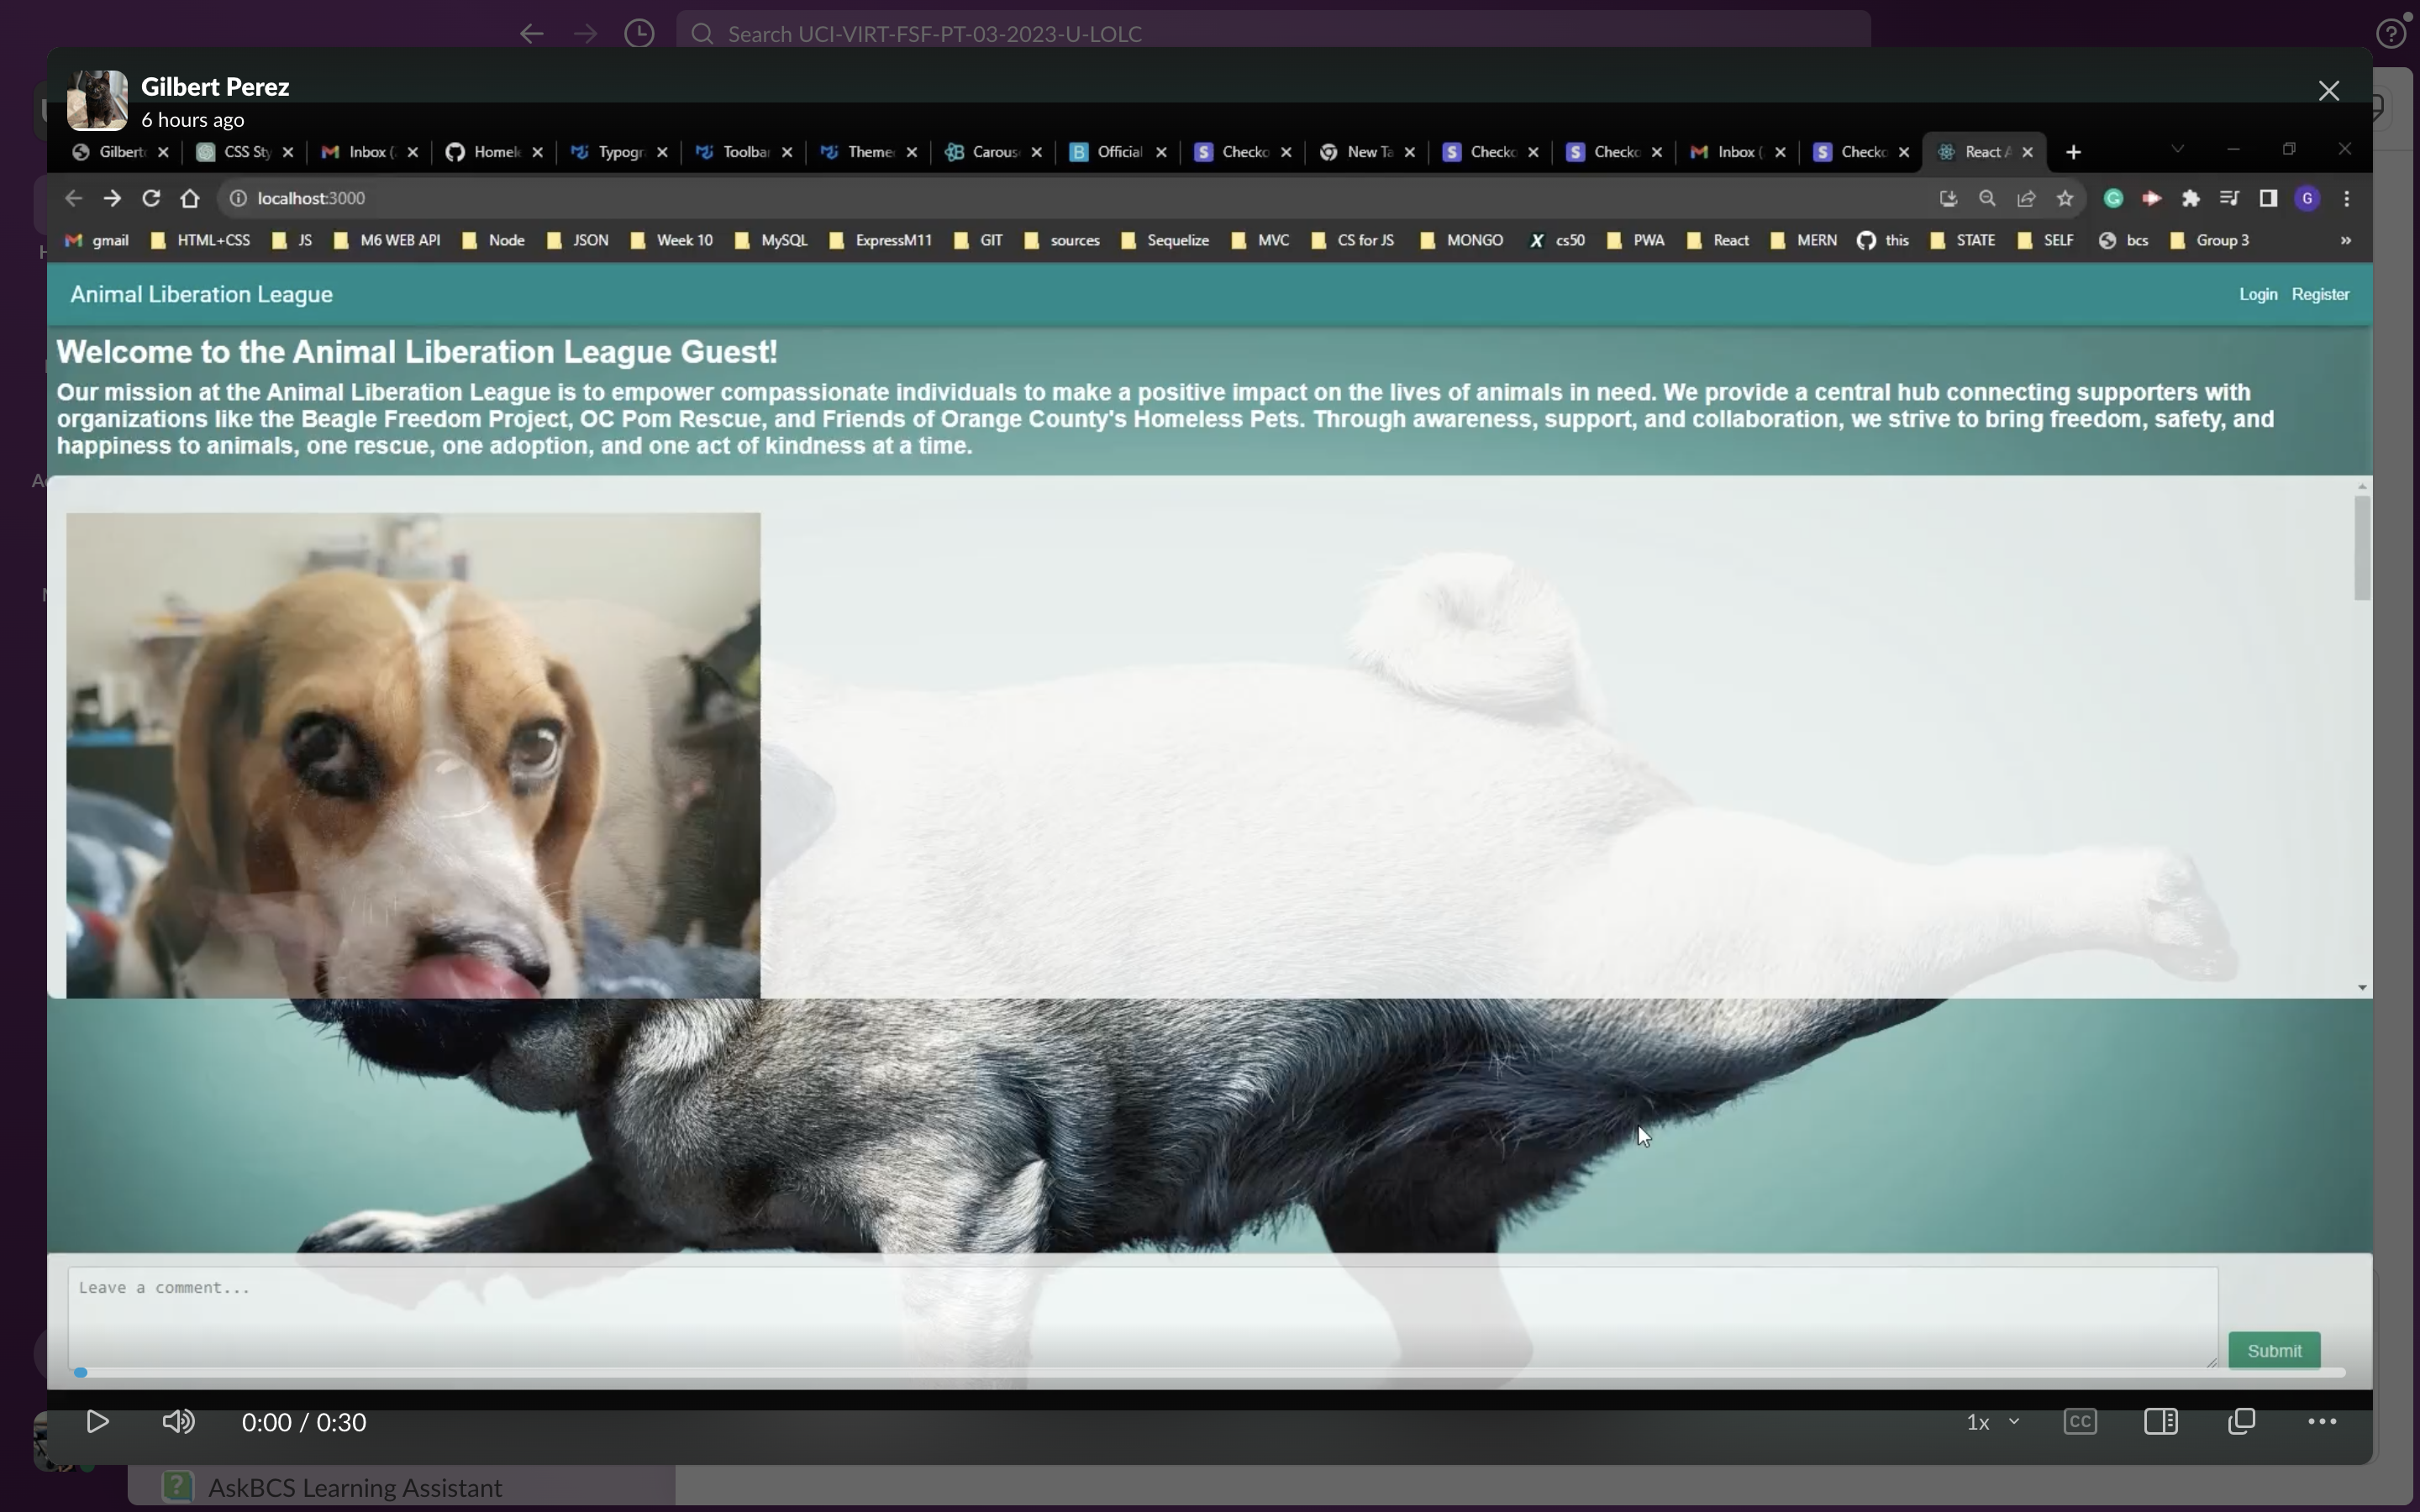 Search UCI-VIRT-FSF-PT-03-2023-U-LOLC
Gilbert Perez
6 hours ago
Gilbert CSS Sty Inbox ( Homel Typogr Toolbar Theme Carous Official Checko New Ta Checko Checko Inbox ( Checko React A
localhost:3000
gmail HTML+CSS JS M6 WEB API Node JSON Week 10 MySQL ExpressM11 GIT sources Sequelize MVC CS for JS MONGO cs50 PWA React MERN this STATE SELF bcs Group 3 »
Animal Liberation League Login Register
Welcome to the Animal Liberation League Guest!
Our mission at the Animal Liberation League is to empower compassionate individuals to make a positive impact on the lives of animals in need. We provide a central hub connecting supporters with
organizations like the Beagle Freedom Project, OC Pom Rescue, and Friends of Orange County's Homeless Pets. Through awareness, support, and collaboration, we strive to bring freedom, safety, and
happiness to animals, one rescue, one adoption, and one act of kindness at a time.
Leave a comment...
Submit
0:00 / 0:30 1x CC
AskBCS Learning Assistant